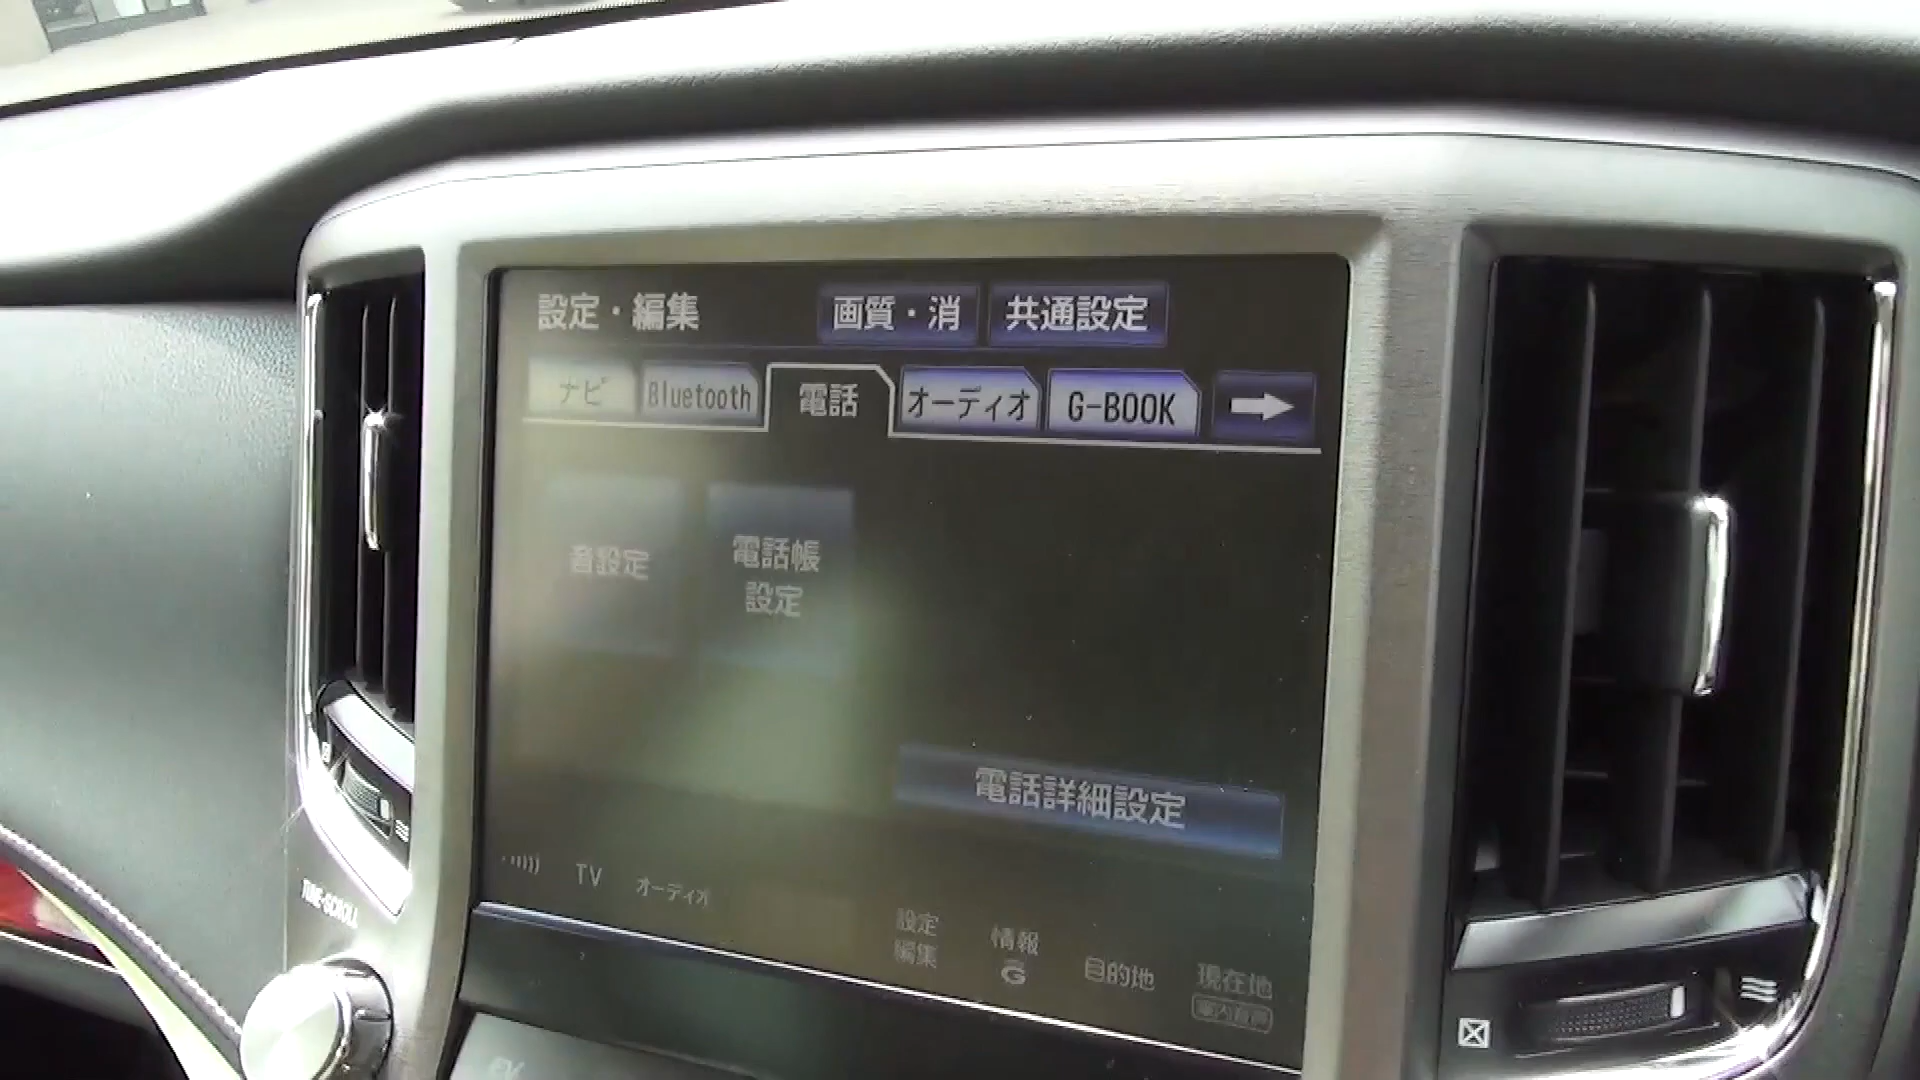 設定・編集
画質・消
共通設定
ナビ
Bluetooth
電話
オーディオ
G-BOOK
音設定
電話帳
設定
電話詳細設定
TV
オーディオ
設定
編集
情報
G
目的地
現在地
TUNE・SCROLL